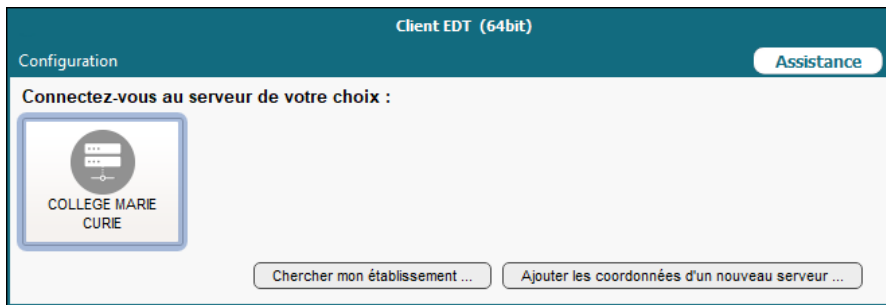 Client EDT (64bit)
Configuration
Assistance
Connectez-vous au serveur de votre choix :
COLLEGE MARIE
CURIE
Chercher mon établissement ...
Ajouter les coordonnées d'un nouveau serveur ...